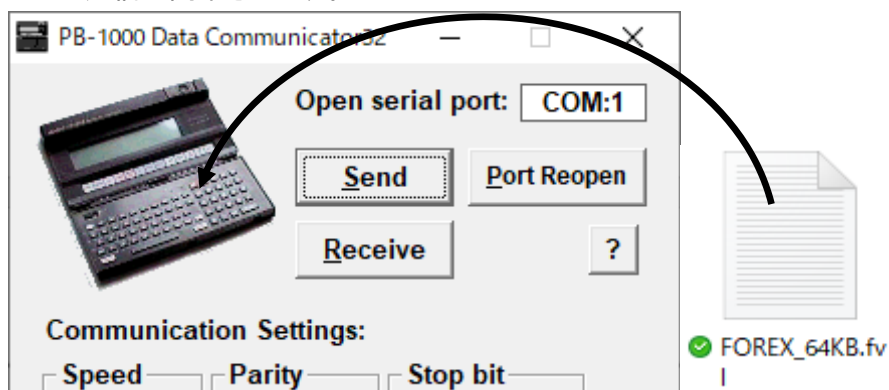 PB-1000 Data Communicator32
Open serial port: COM:1
Send
Port Reopen
Receive
?
Communication Settings:
Speed
Parity
Stop bit
FOREX_64KB.fv
l